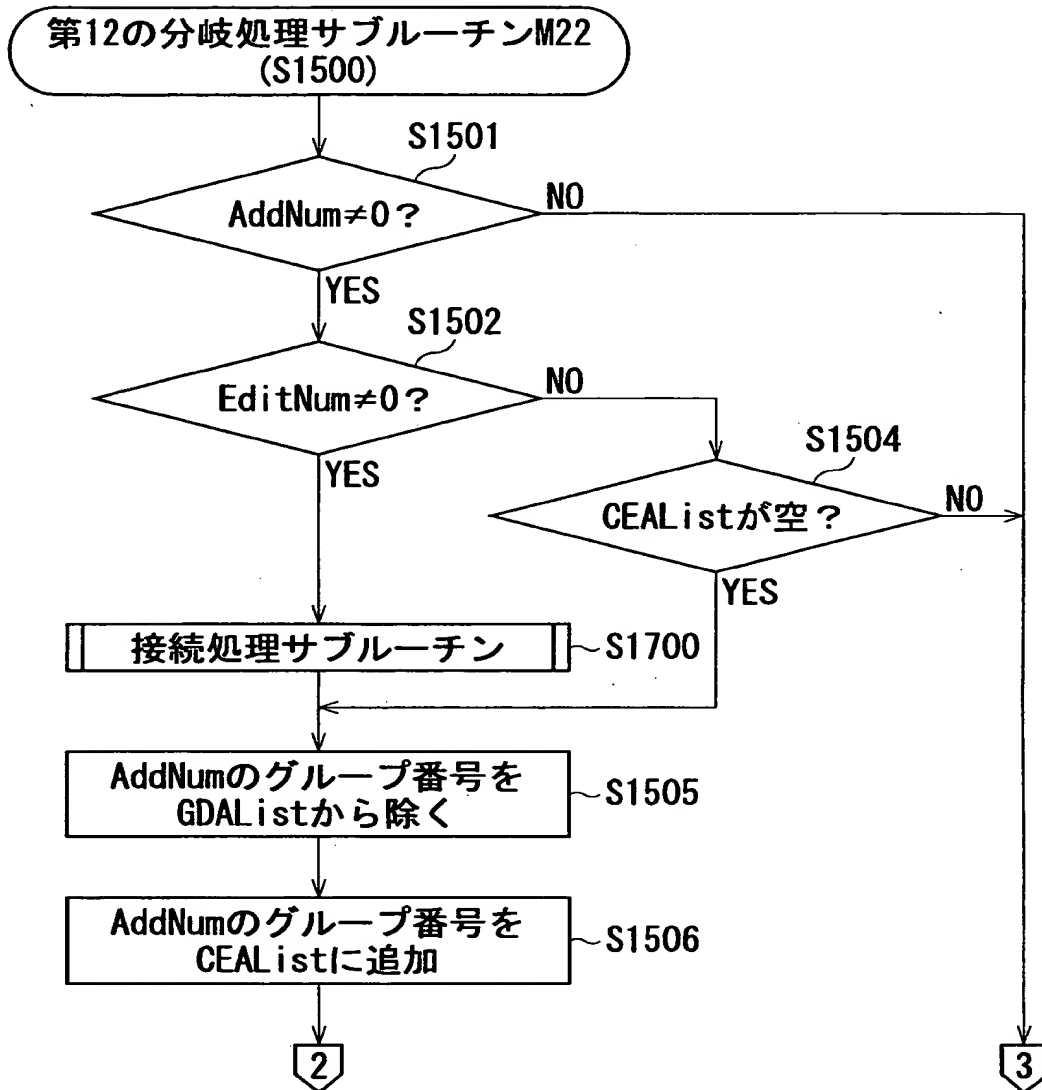 第12の分岐処理サブルーチンM22
(S1500)
S1501
AddNum≠0？
NO
YES
S1502
EditNum≠0？
NO
YES
S1504
CEAListが空？
NO
YES
接続処理サブルーチン
S1700
AddNumのグループ番号を
GDAListから除く
S1505
AddNumのグループ番号を
CEAListに追加
S1506
2
3